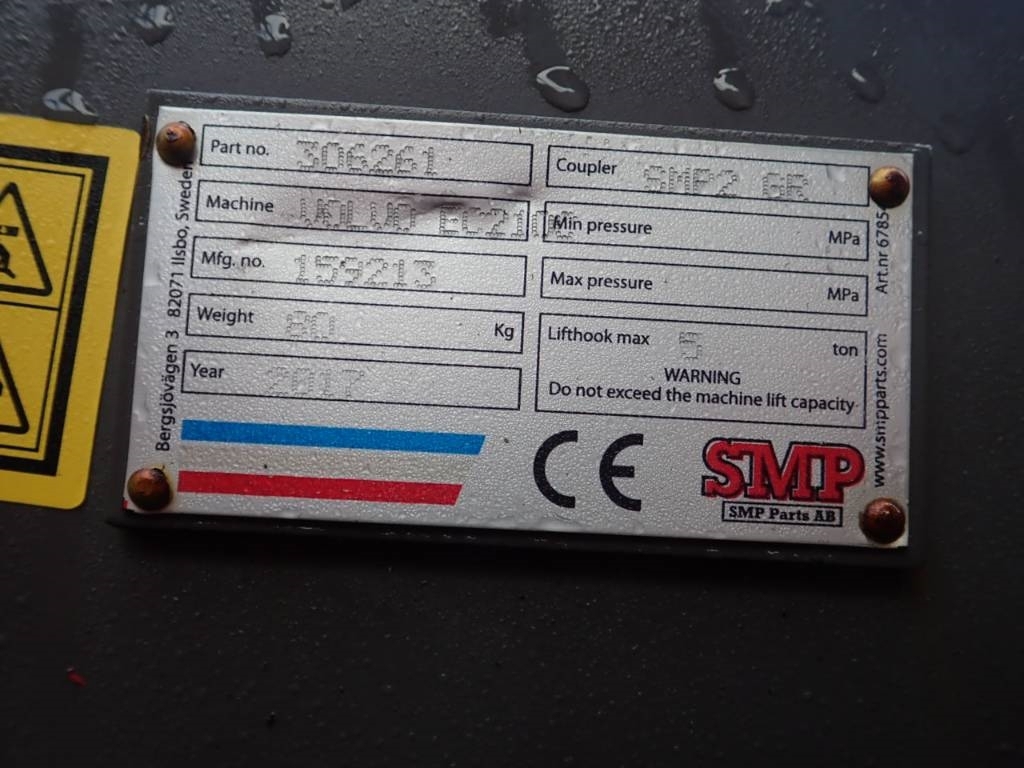 Part no. 306261
Machine VOLVO EC210C
Mfg. no. 159213
Weight 80 Kg
Year 2017
Coupler SMP2 GR
Min pressure MPa
Max pressure MPa
Lifthook max 5 ton
WARNING
Do not exceed the machine lift capacity
CE
SMP
SMP Parts AB
Bergsjövägen 3 82071 Ilsbo, Sweden
www.smpparts.com Art.nr 6785